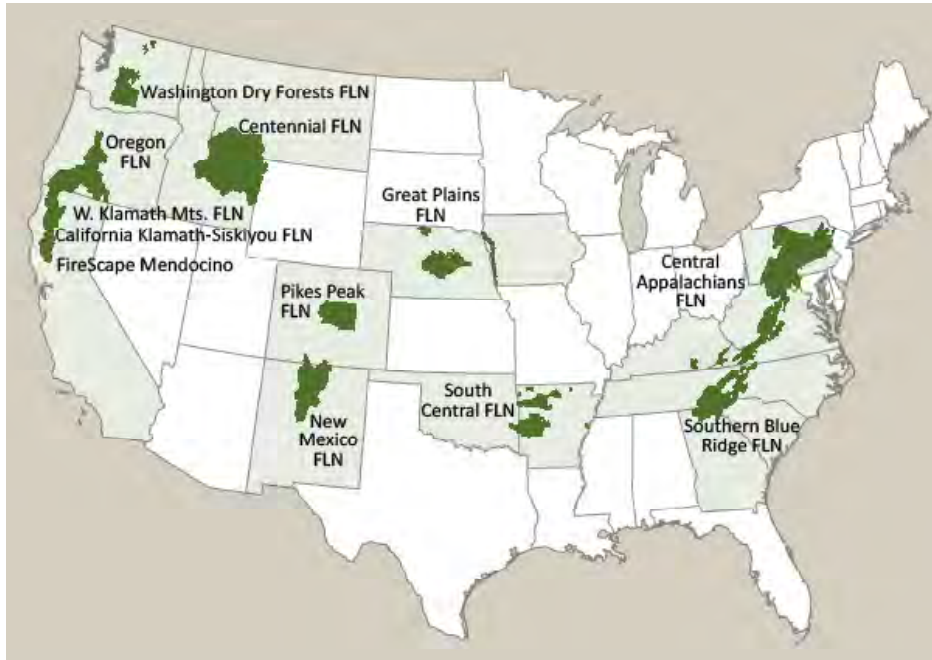 Washington Dry Forests FLN
Centennial FLN
Oregon
FLN
Great Plains
FLN
W. Klamath Mts. FLN
California Klamath-Siskiyou FLN
FireScape Mendocino
Central
Appalachians
FLN
Pikes Peak
FLN
South
Central FLN
New
Mexico
FLN
Southern Blue
Ridge FLN